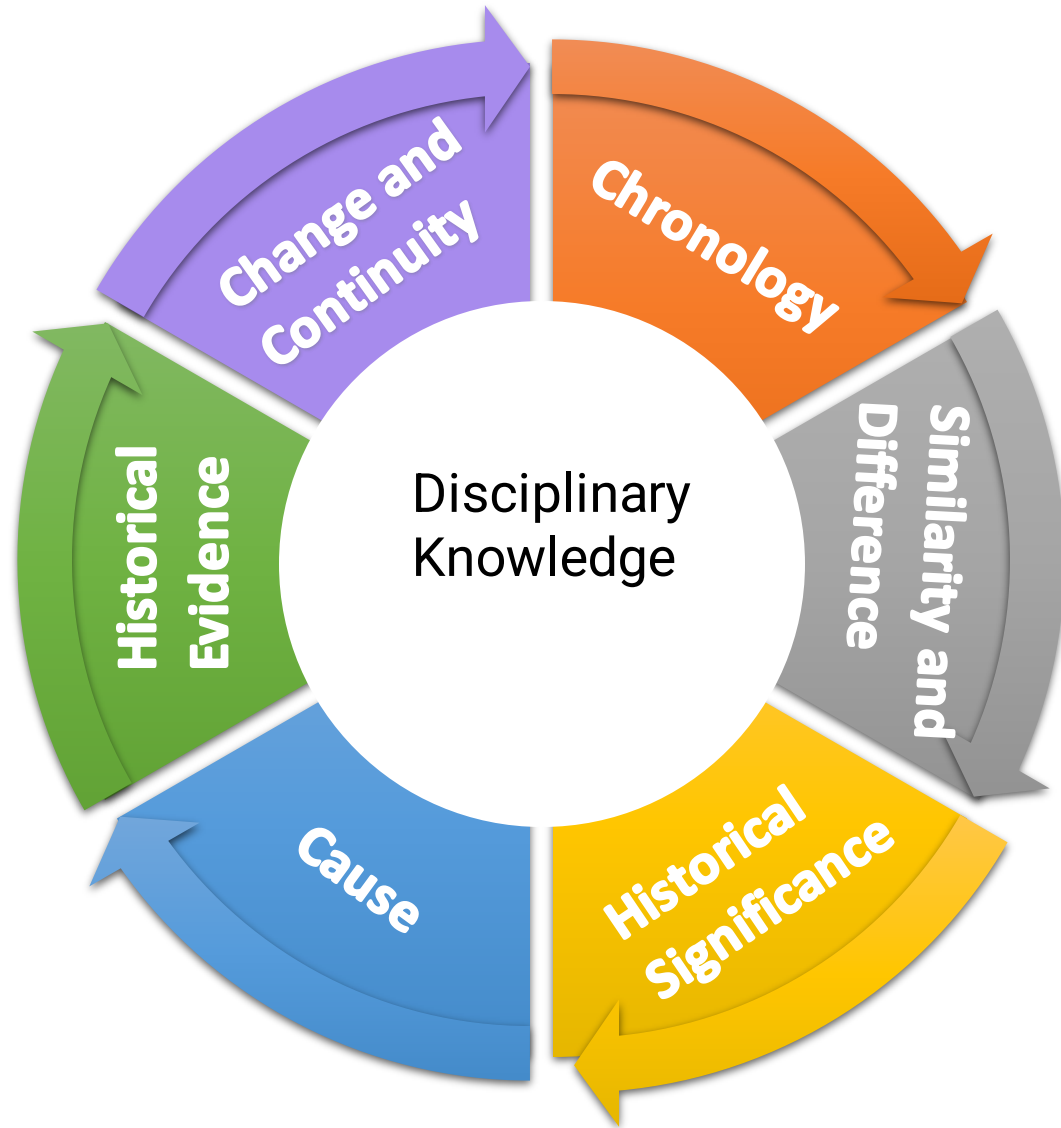 Change and
Continuity
Chronology
Similarity and
Difference
Historical
Significance
Cause
Historical
Evidence
Disciplinary
Knowledge